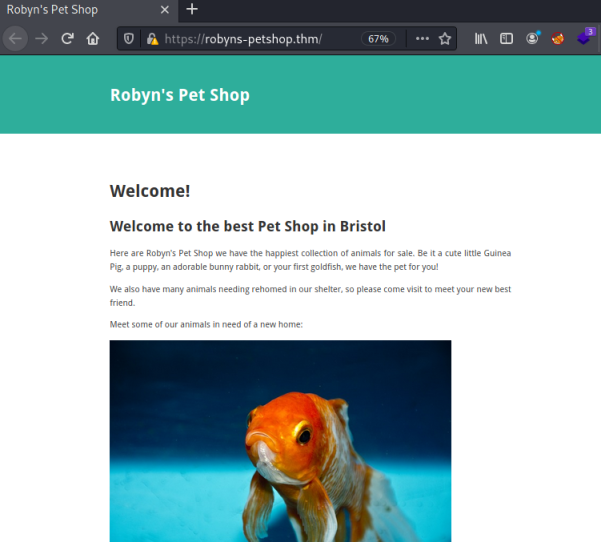 Robyn's Pet Shop
https://robyns-petshop.thm/
67%
3
Robyn's Pet Shop
Welcome!
Welcome to the best Pet Shop in Bristol
Here are Robyn's Pet Shop we have the happiest collection of animals for sale. Be it a cute little Guinea
Pig, a puppy, an adorable bunny rabbit, or your first goldfish, we have the pet for you!
We also have many animals needing rehomed in our shelter, so please come visit to meet your new best
friend.
Meet some of our animals in need of a new home: